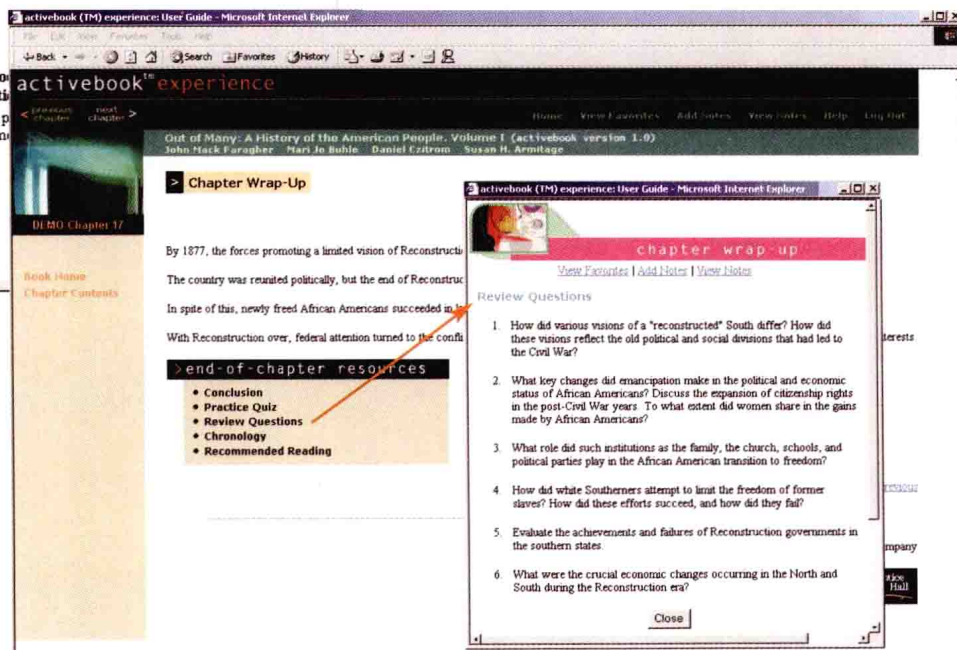 activebook (TM) experience: User Guide - Microsoft Internet Explorer
File Edit View Favorites Tools Help
Back Search Favorites History
activebook™ experience
< previous chapter next chapter >
Home View Favorites Add Notes View Notes Help Log Out
Out of Many: A History of the American People, Volume I (activebook version 1.0)
John Mack Faragher Mari Jo Buhle Daniel Czitrom Susan H. Armitage
DEMO Chapter 17
Book Home
Chapter Contents
> Chapter Wrap-Up
By 1877, the forces promoting a limited vision of Reconstructi
The country was reunited politically, but the end of Reconstruc
In spite of this, newly freed African Americans succeeded in
With Reconstruction over, federal attention turned to the confli
terests
>end-of-chapter resources
• Conclusion
• Practice Quiz
• Review Questions
• Chronology
• Recommended Reading
activebook (TM) experience: User Guide - Microsoft Internet Explorer
chapter wrap-up
View Favorites | Add Notes | View Notes
Review Questions
1. How did various visions of a "reconstructed" South differ? How did
these visions reflect the old political and social divisions that had led to
the Civil War?
2. What key changes did emancipation make in the political and economic
status of African Americans? Discuss the expansion of citizenship rights
in the post-Civil War years. To what extent did women share in the gains
made by African Americans?
3. What role did such institutions as the family, the church, schools, and
political parties play in the African American transition to freedom?
4. How did white Southerners attempt to limit the freedom of former
slaves? How did these efforts succeed, and how did they fail?
5. Evaluate the achievements and failures of Reconstruction governments in
the southern states.
6. What were the crucial economic changes occurring in the North and
South during the Reconstruction era?
Close
revious
mpany
Hall